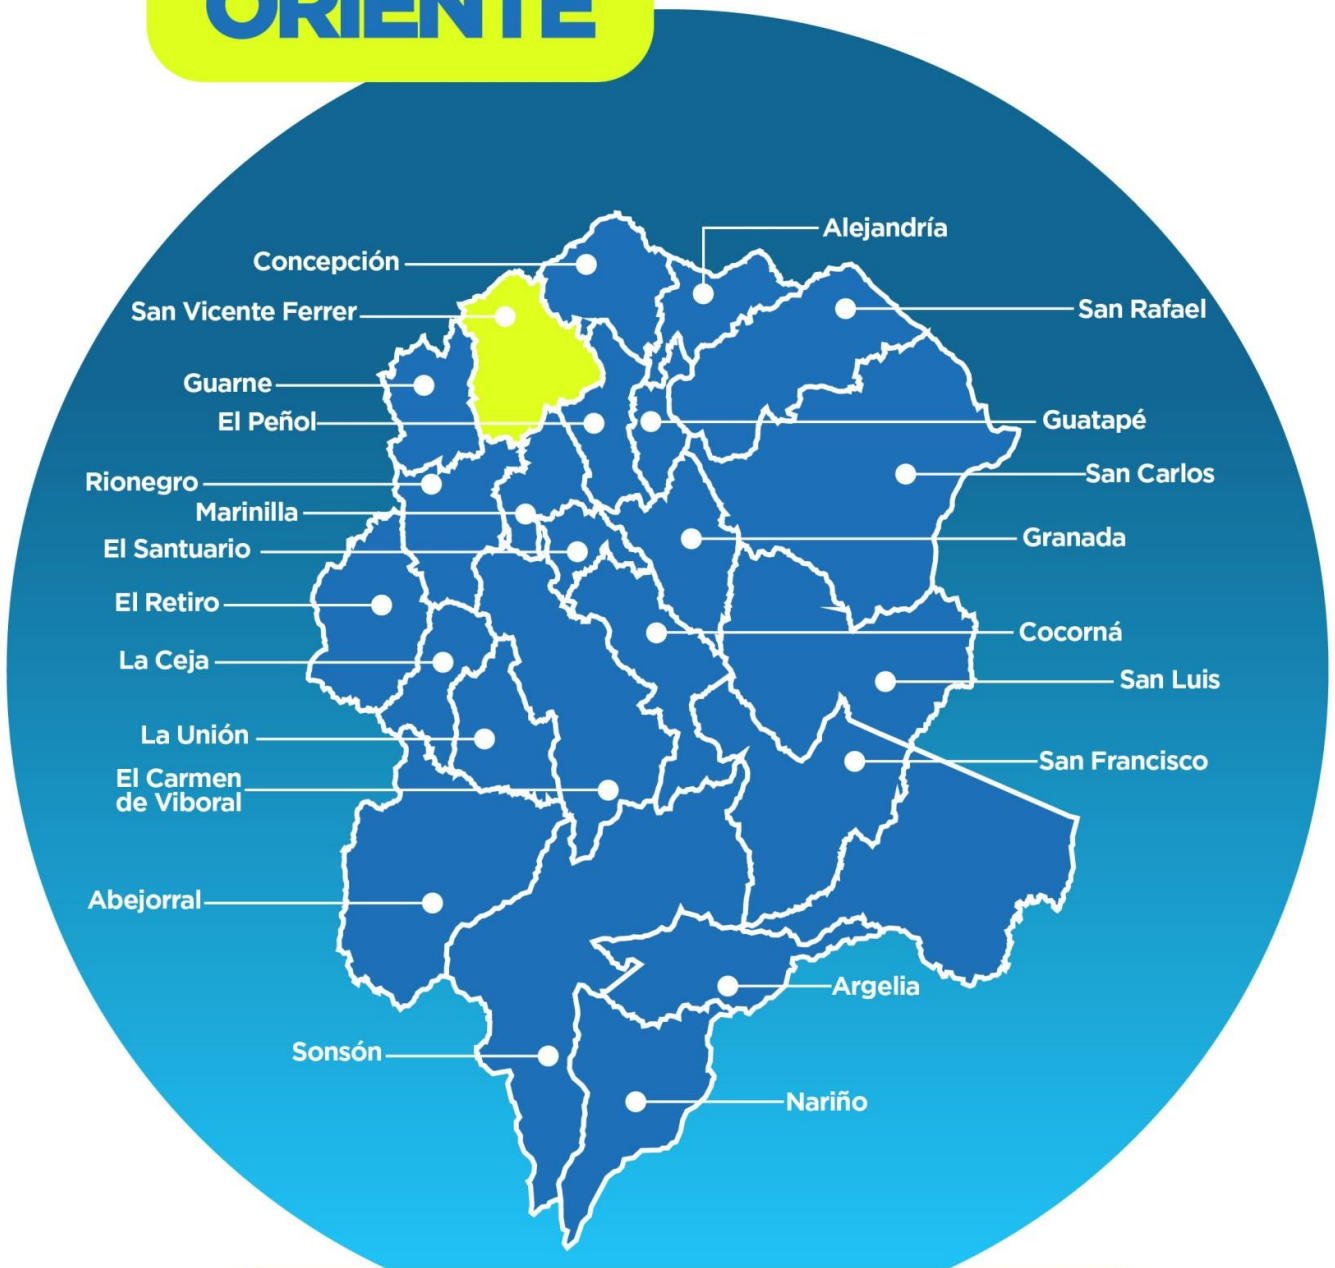 ORIENTE
Alejandría
Concepción
San Vicente Ferrer
San Rafael
Guarne
El Peñol
Guatapé
San Carlos
Rionegro
Marinilla
Granada
El Santuario
El Retiro
Cocorná
La Ceja
San Luis
La Unión
San Francisco
El Carmen
de Viboral
Abejorral
Argelia
Sonsón
Nariño